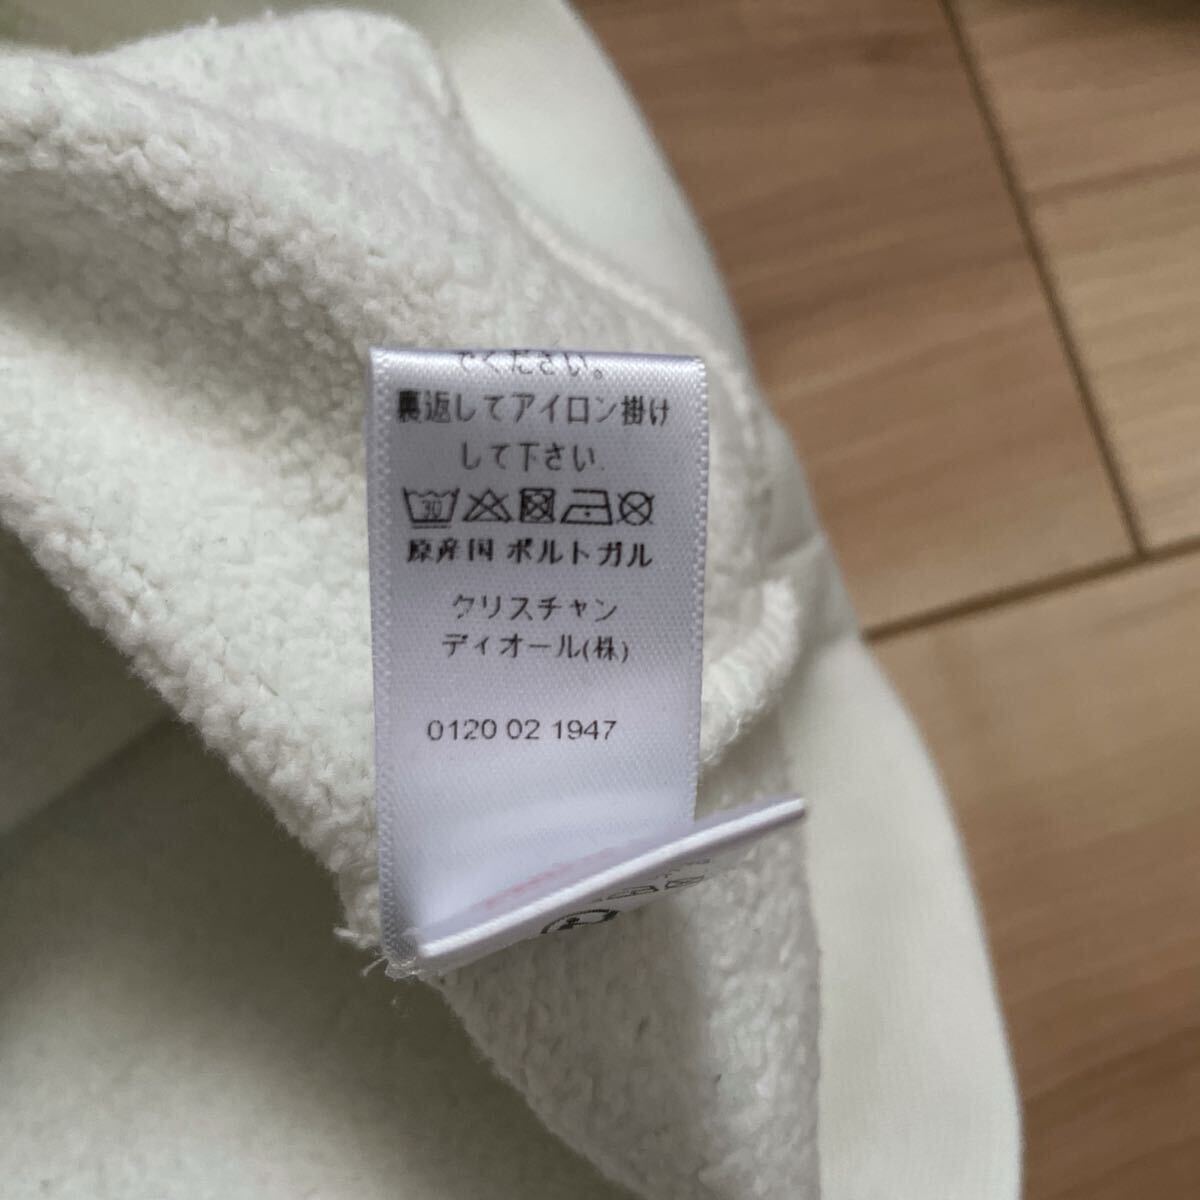 でください。
裏返してアイロン掛け
して下さい.
30
原産国 ポルトガル
クリスチャン
ディオール(株)
0120 02 1947